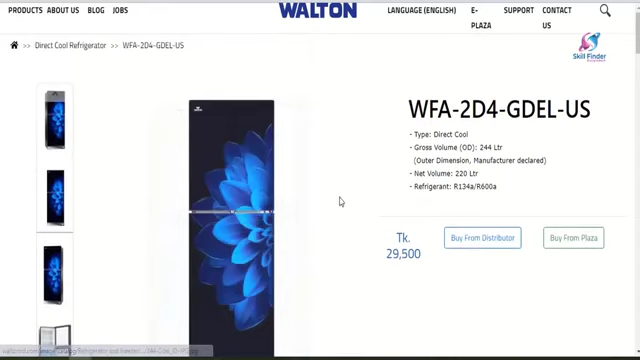 PRODUCTS ABOUT US BLOG JOBS WALTON LANGUAGE (ENGLISH) E-PLAZA SUPPORT CONTACT US
Direct Cool Refrigerator >> WFA-2D4-GDEL-US
Skill Finder
WFA-2D4-GDEL-US
- Type: Direct Cool
- Gross Volume (OD): 244 Ltr
(Outer Dimension, Manufacturer declared)
- Net Volume: 220 Ltr
- Refrigerant: R134a/R600a
Tk. 29,500
Buy From Distributor
Buy From Plaza